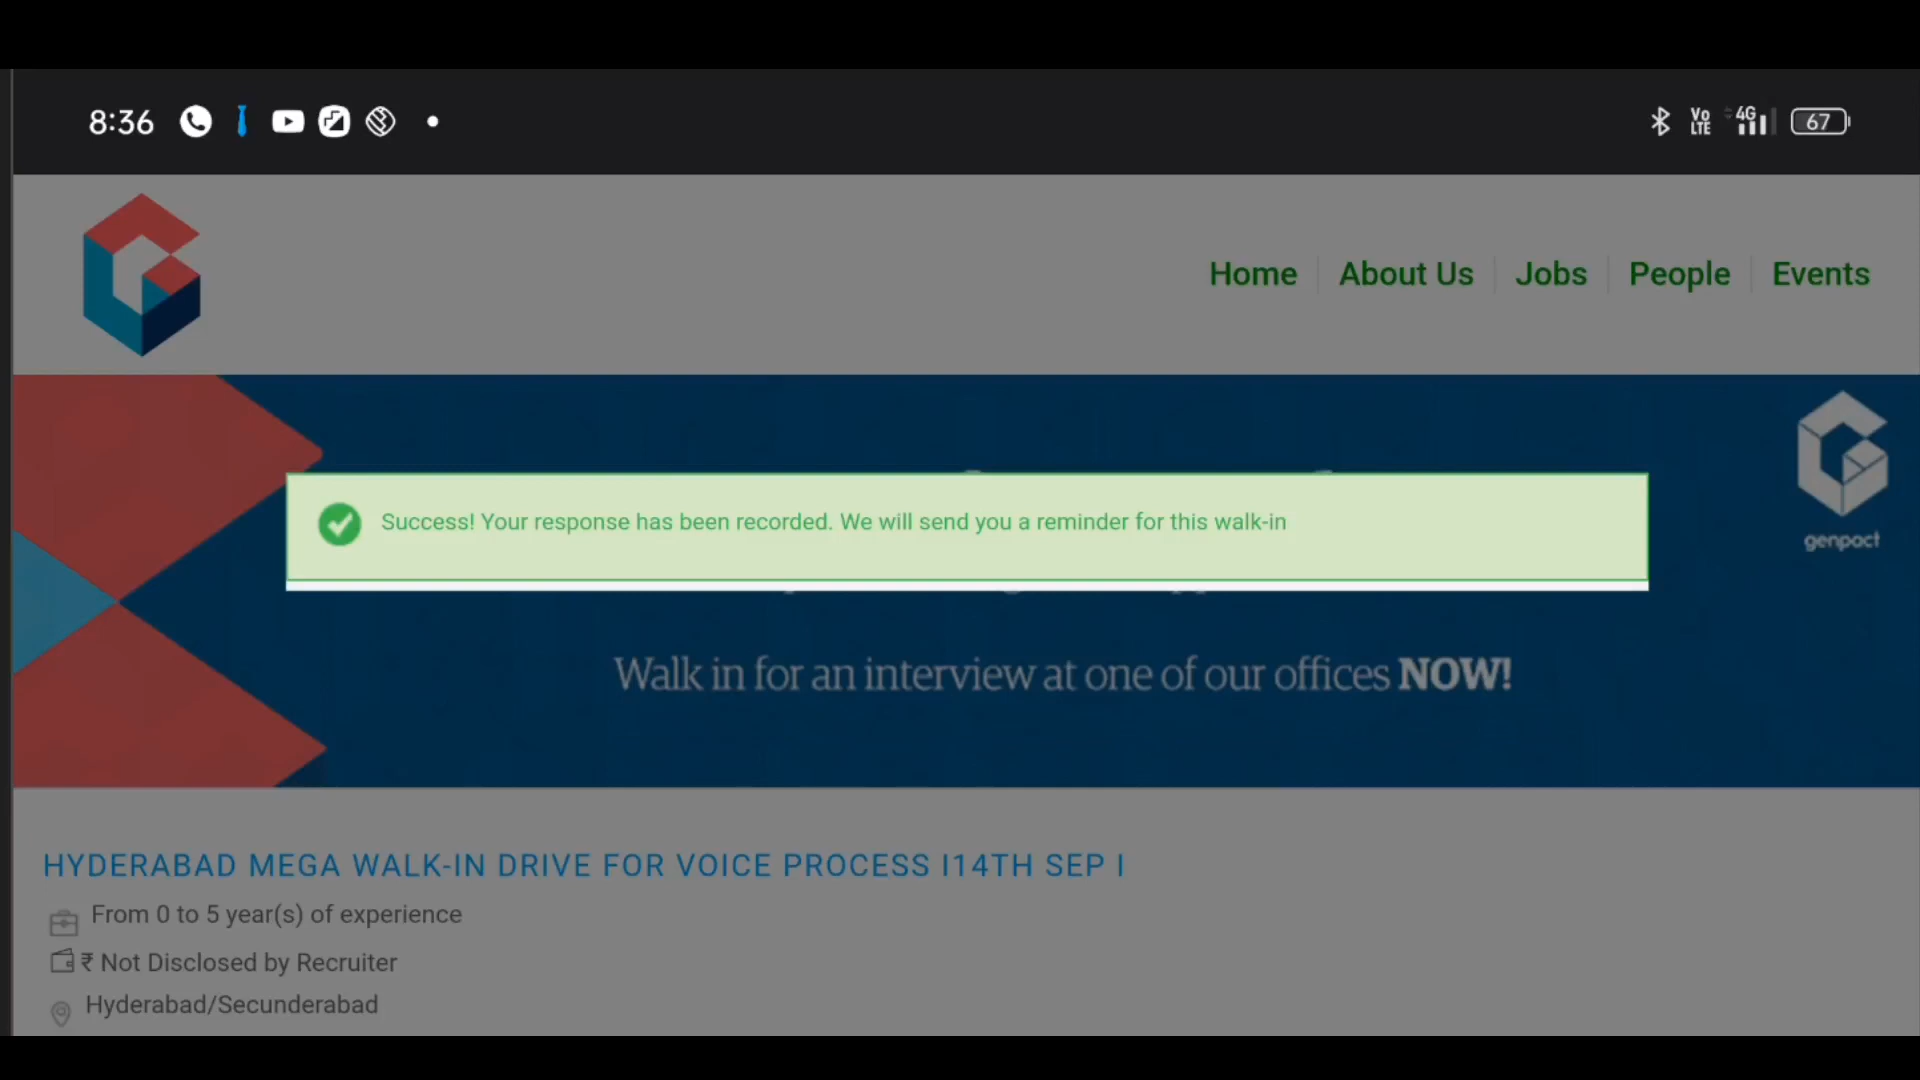 8:36
Vo LTE 4G 67
Home About Us Jobs People Events
genpact
Success! Your response has been recorded. We will send you a reminder for this walk-in
Walk in for an interview at one of our offices NOW!
HYDERABAD MEGA WALK-IN DRIVE FOR VOICE PROCESS I14TH SEP I
From 0 to 5 year(s) of experience
₹ Not Disclosed by Recruiter
Hyderabad/Secunderabad